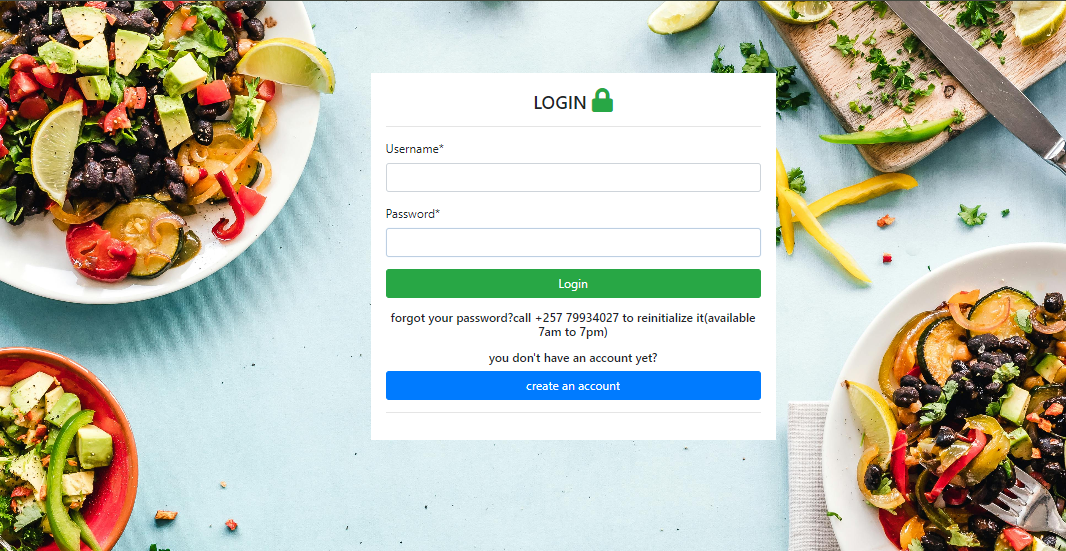 LOGIN
Username*
Password*
Login
forgot your password?call +257 79934027 to reinitialize it(available
7am to 7pm)
you don't have an account yet?
create an account